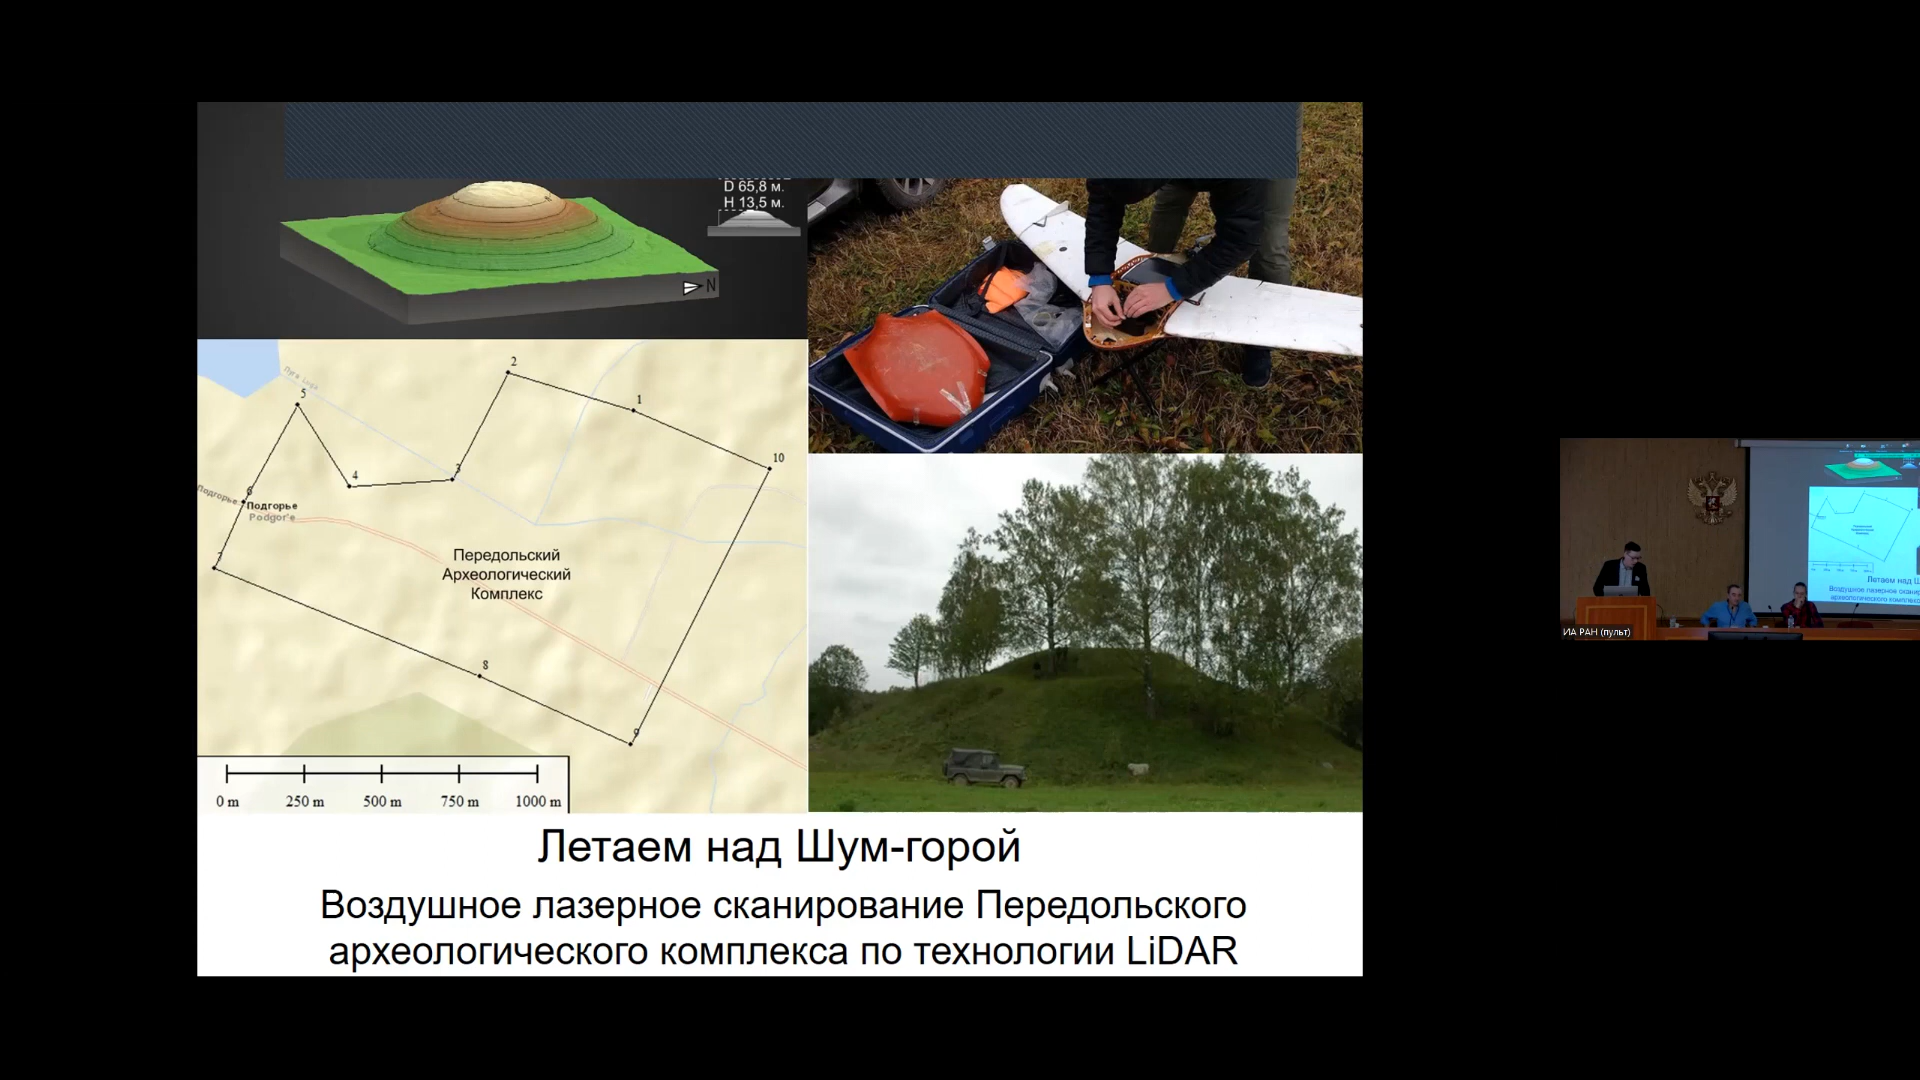 D 65,8 м.
H 13,5 м.
N
2
1
5
10
4
3
6
Подгорье
Подгорье
Podgor'e
7
Передольский
Археологический
Комплекс
8
9
0 m
250 m
500 m
750 m
1000 m
Летаем над Шум-горой
Воздушное лазерное сканирование Передольского
археологического комплекса по технологии LiDAR
ИА РАН (пульт)